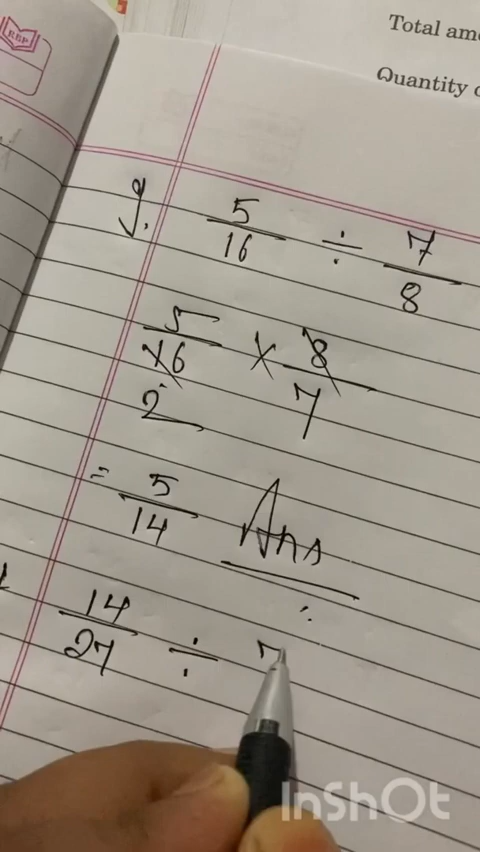 Total am
Quantity
RBP
g. 5/16 ÷ 7/8
5/16 × 8/7
2
= 5/14 Ans
14/27 ÷ 7
InShOt